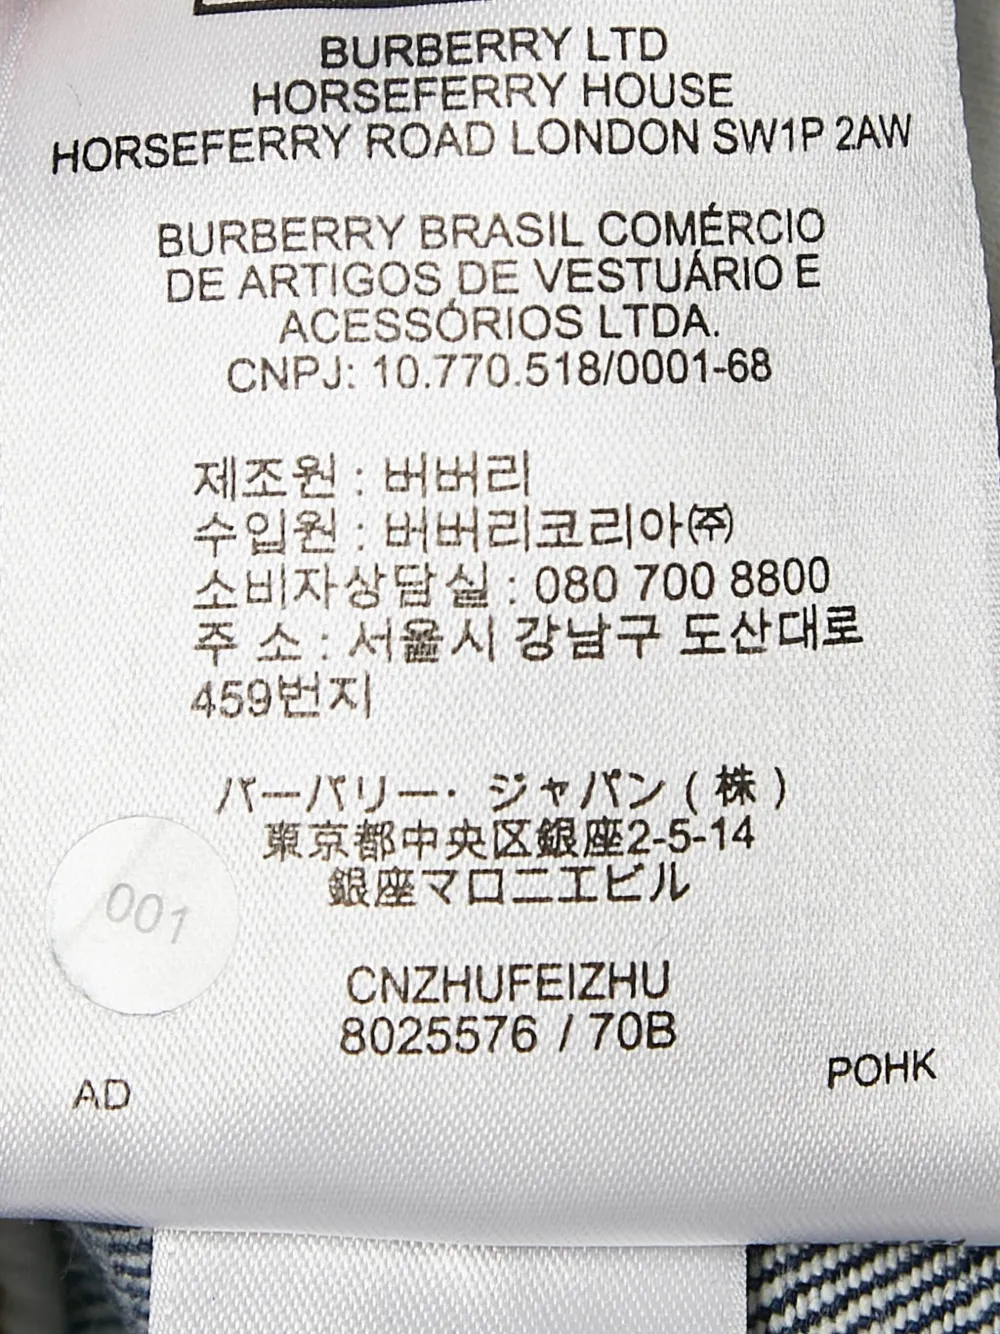 BURBERRY LTD
HORSEFERRY HOUSE
HORSEFERRY ROAD LONDON SW1P 2AW
BURBERRY BRASIL COMÉRCIO
DE ARTIGOS DE VESTUÁRIO E
ACESSÓRIOS LTDA.
CNPJ: 10.770.518/0001-68
제조원 : 버버리
수입원 : 버버리코리아㈜
소비자상담실 : 080 700 8800
주 소 : 서울시 강남구 도산대로
459번지
バーバリー・ジャパン ( 株 )
東京都中央区銀座2-5-14
銀座マロニエビル
001
CNZHUFEIZHU
8025576 / 70B
POHK
AD